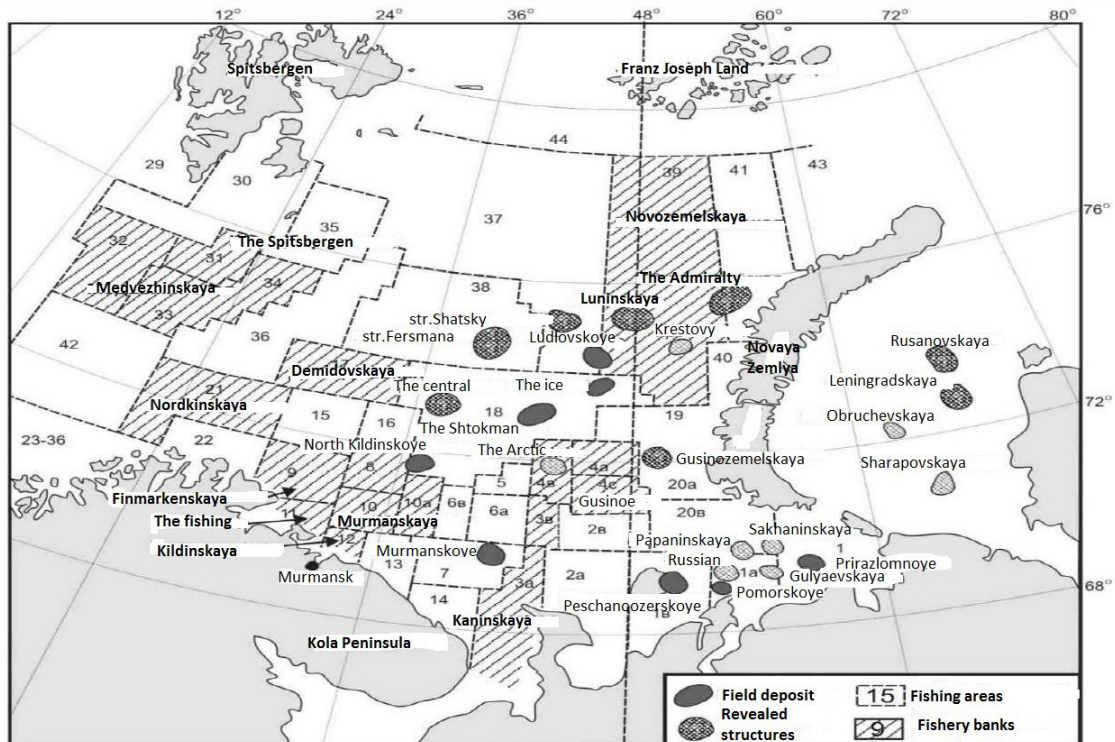 12° 24° 36° 48° 60° 80°
Spitsbergen
Franz Joseph Land
44
29
30
39
41
43
35
37
76°
32
Novozemelskaya
The Spitsbergen
31
34
The Admiralty
38
Medvezhinskaya
Luninskaya
33
str.Shatsky
Krestovy
str.Fersmana
Ludlovskoye
36
42
Rusanovskaya
Novaya
Zemlya
40
17
Demidovskaya
Leningradskaya
The central
The ice
21
72°
Nordkinskaya
15
18
19
Obruchevskaya
16
The Shtokman
23-36
22
North Kildinskoye
The Arctic
Gusinozemelskaya
Sharapovskaya
8
4a
9
5
4в
4c
20a
Finmarkenskaya
10
10a
6в
6a
Gusinoe
11
20в
The fishing
Murmanskaya
3в
2в
Sakhaninskaya
12
Papaninskaya
Kildinskaya
Murmanskoye
Russian
1
13
Prirazlomnoye
Murmansk
7
3a
2a
1a
Gulyaevskaya
68°
14
Pomorskoye
Peschanoozerskoye
1в
Kaninskaya
Kola Peninsula
Field deposit
15
Fishing areas
Revealed
structures
9
Fishery banks